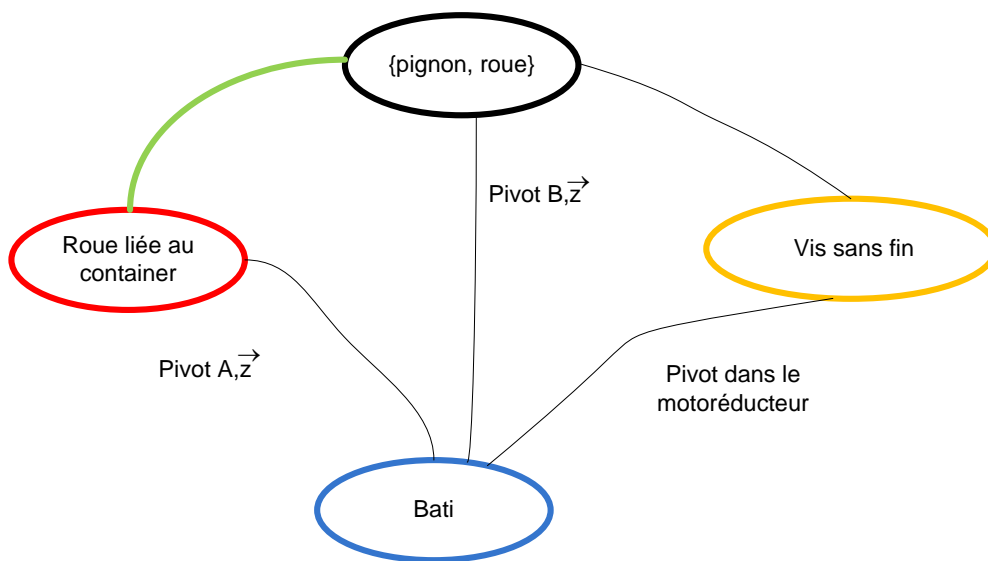 {pignon, roue}
Pivot B,z
Roue liée au
container
Vis sans fin
Pivot A,z
Pivot dans le
motoréducteur
Bati